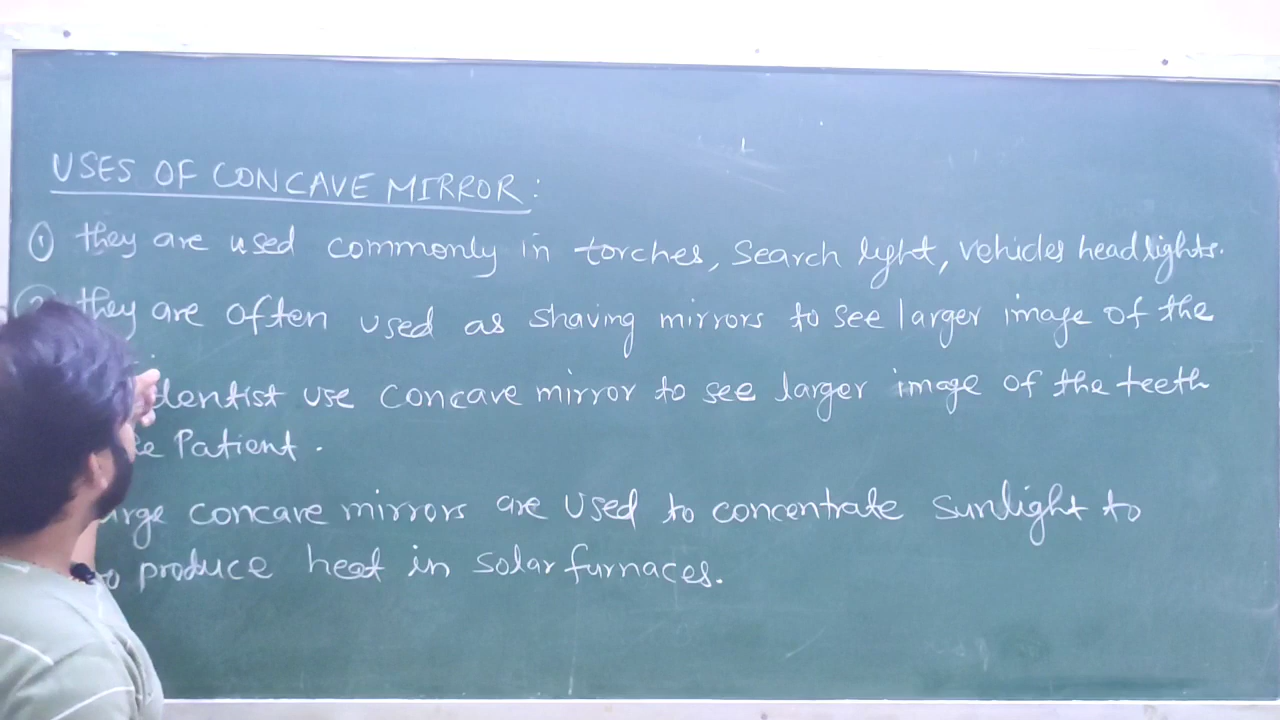 USES OF CONCAVE MIRROR :
① they are used commonly in torches, Search light, Vehicles headlights.
② they are often used as shaving mirrors to see larger image of the
dentist use concave mirror to see larger image of the teeth
Patient .
concave mirrors are used to concentrate Sunlight to
produce heat in solar furnaces.